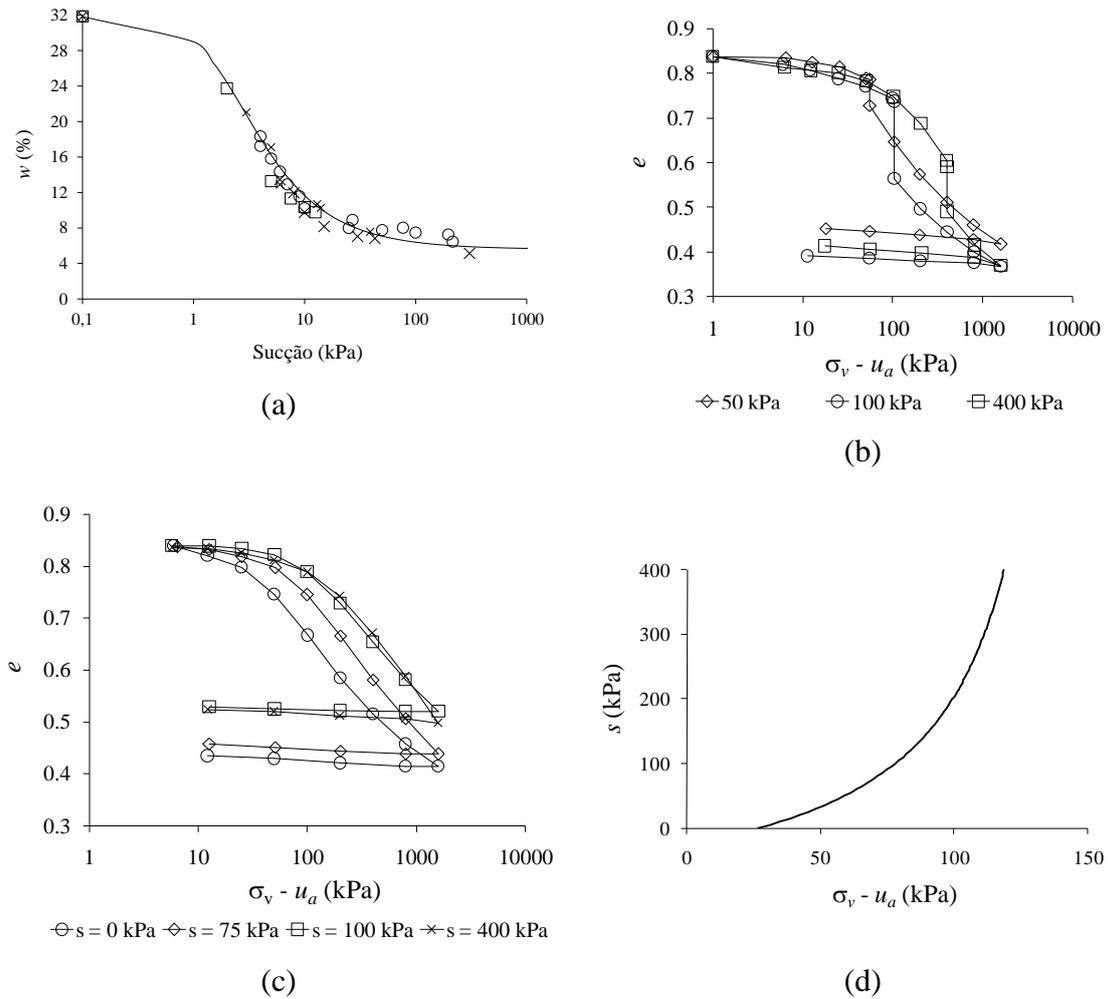 32
28
24
20
16
12
8
4
0
w (%)
0,1 1 10 100 1000
Sucção (kPa)
(a)
0.9
0.8
0.7
0.6
0.5
0.4
0.3
e
1 10 100 1000 10000
σv - ua (kPa)
50 kPa 100 kPa 400 kPa
(b)
0.9
0.8
0.7
0.6
0.5
0.4
0.3
e
1 10 100 1000 10000
σv - ua (kPa)
s = 0 kPa s = 75 kPa s = 100 kPa s = 400 kPa
(c)
400
300
200
100
0
s (kPa)
0 50 100 150
σv - ua (kPa)
(d)